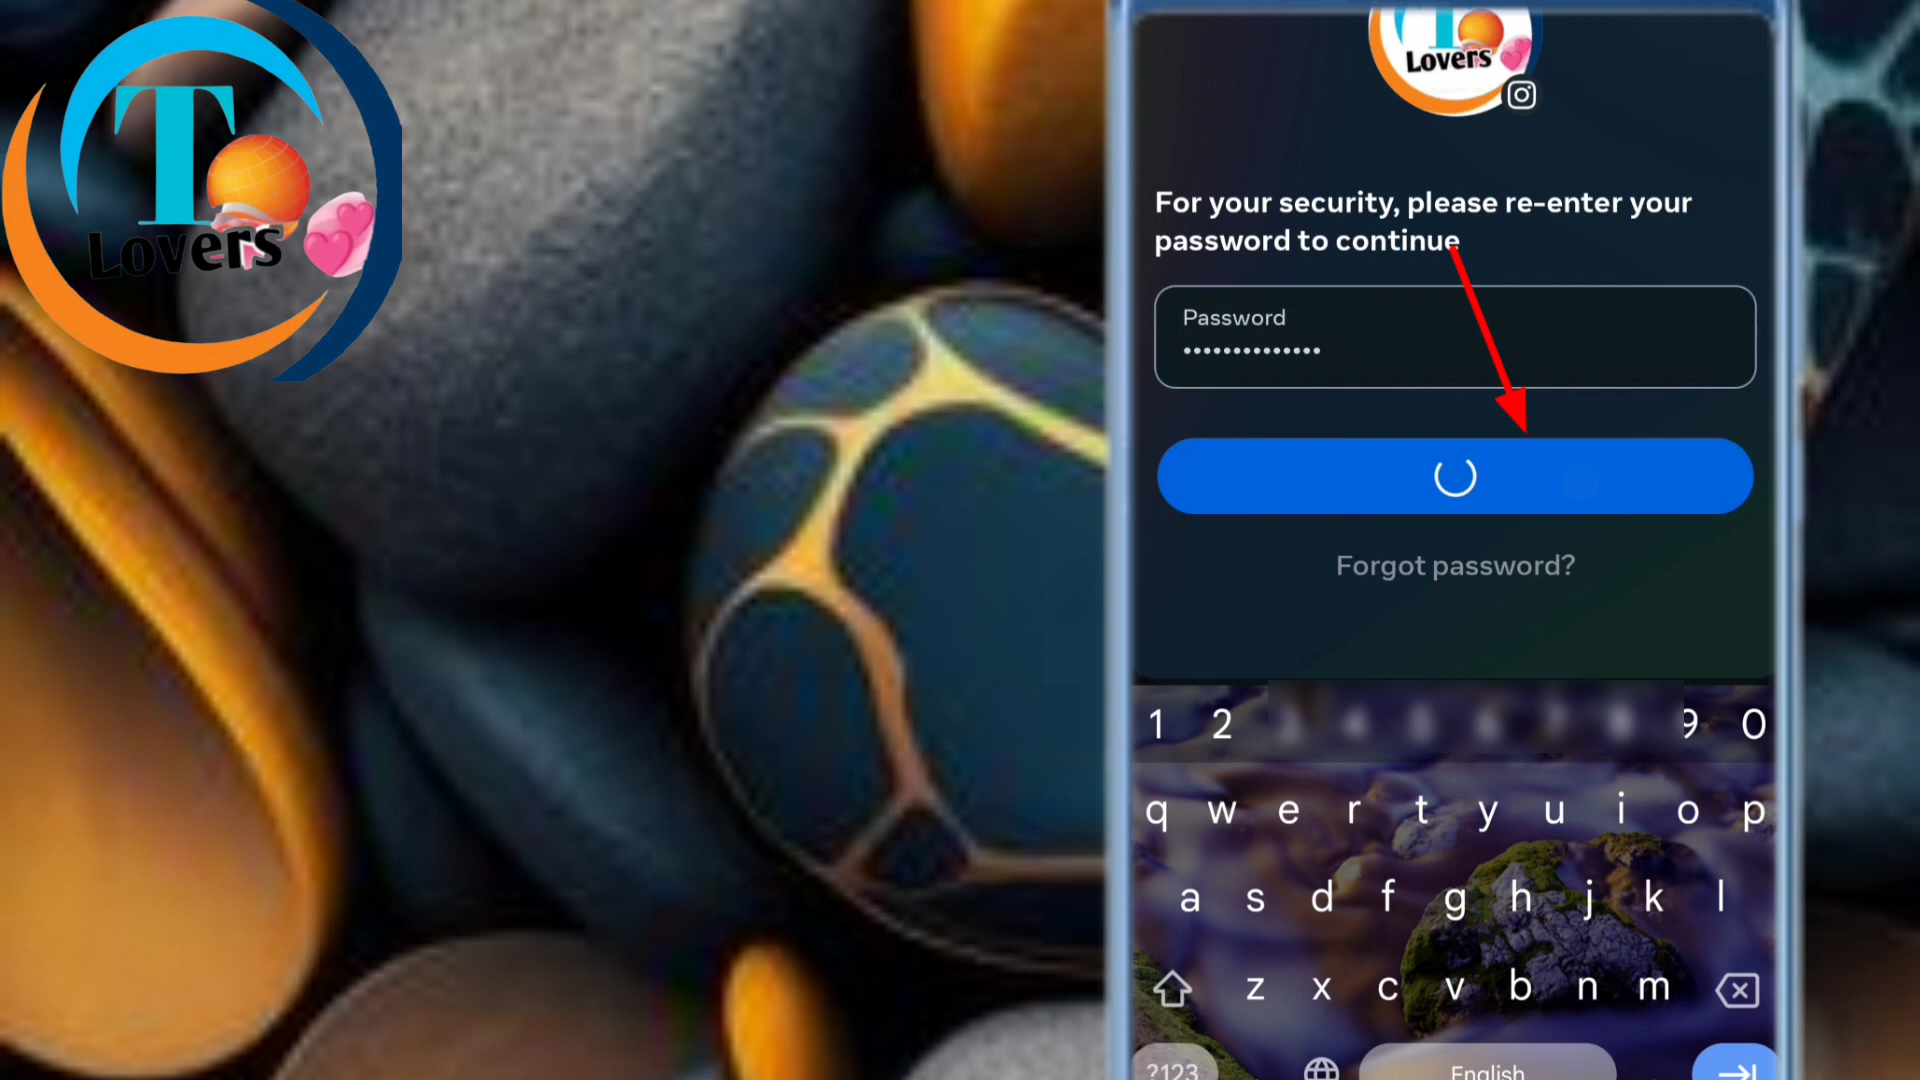 T
Lovers
Lovers
For your security, please re-enter your
password to continue
Password
Forgot password?
1 2 9 0
q w e r t y u i o p
a s d f g h j k l
z x c v b n m
?123 English